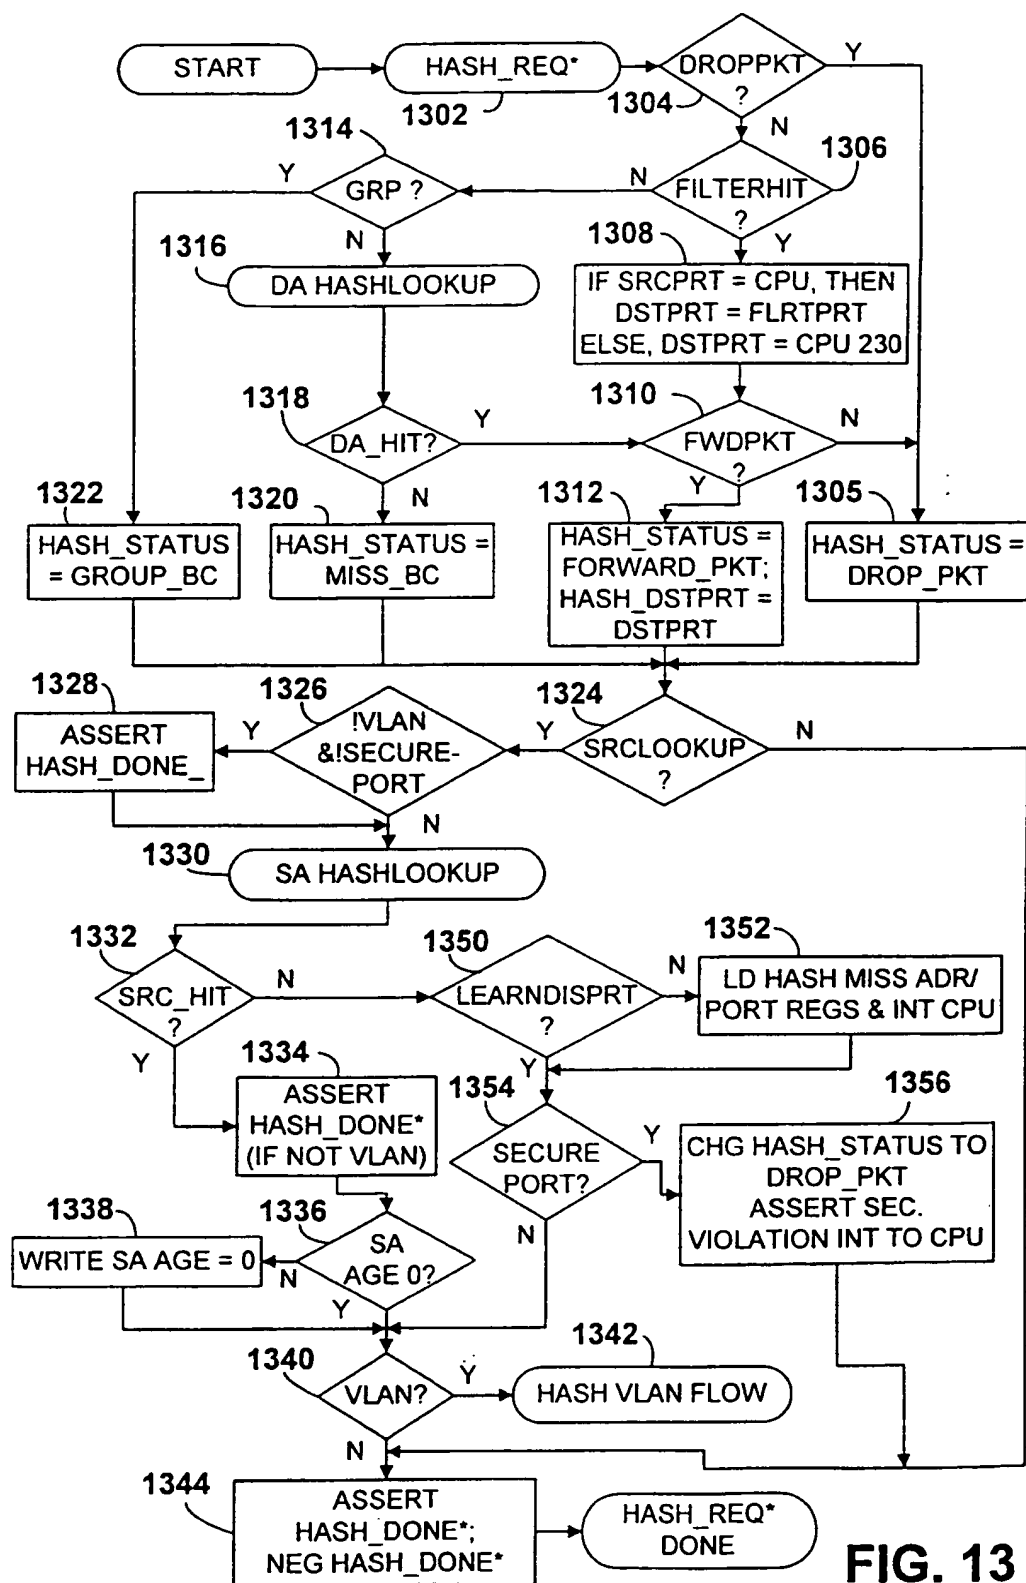 START
HASH_REQ*
1302
DROPPKT
?
1304
Y
N
1314
GRP ?
Y
N
FILTERHIT
?
1306
N
Y
1316
DA HASHLOOKUP
1308
IF SRCPRT = CPU, THEN
DSTPRT = FLRTPRT
ELSE, DSTPRT = CPU 230
1318
DA_HIT?
Y
N
1310
FWDPKT
?
N
Y
1322
HASH_STATUS
= GROUP_BC
1320
HASH_STATUS =
MISS_BC
1312
HASH_STATUS =
FORWARD_PKT;
HASH_DSTPRT =
DSTPRT
1305
HASH_STATUS =
DROP_PKT
1328
ASSERT
HASH_DONE_
1326
!VLAN
&!SECURE-
PORT
Y
N
1324
SRCLOOKUP
?
Y
N
1330
SA HASHLOOKUP
1332
SRC_HIT
?
N
Y
1350
LEARNDISPRT
?
N
Y
1352
LD HASH MISS ADR/
PORT REGS & INT CPU
1334
ASSERT
HASH_DONE*
(IF NOT VLAN)
1354
SECURE
PORT?
Y
N
1356
CHG HASH_STATUS TO
DROP_PKT
ASSERT SEC.
VIOLATION INT TO CPU
1338
WRITE SA AGE = 0
1336
SA
AGE 0?
N
Y
1340
VLAN?
Y
N
1342
HASH VLAN FLOW
1344
ASSERT
HASH_DONE*;
NEG HASH_DONE*
HASH_REQ*
DONE
FIG. 13